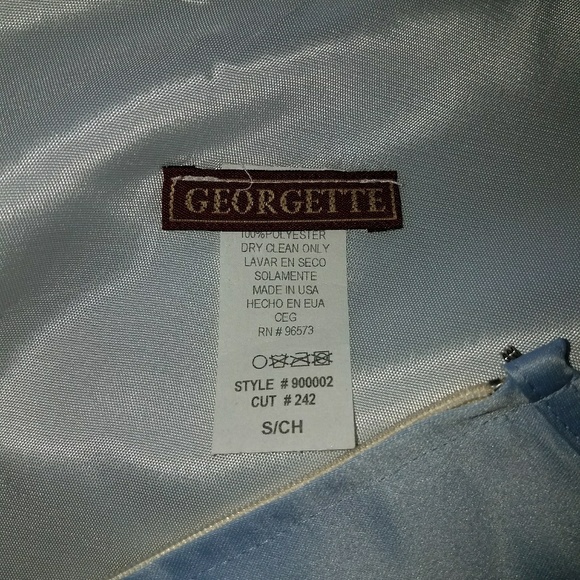 GEORGETTE
100% POLYESTER
DRY CLEAN ONLY
LAVAR EN SECO
SOLAMENTE
MADE IN USA
HECHO EN EUA
CEG
RN # 96573
STYLE # 900002
CUT # 242
S/CH